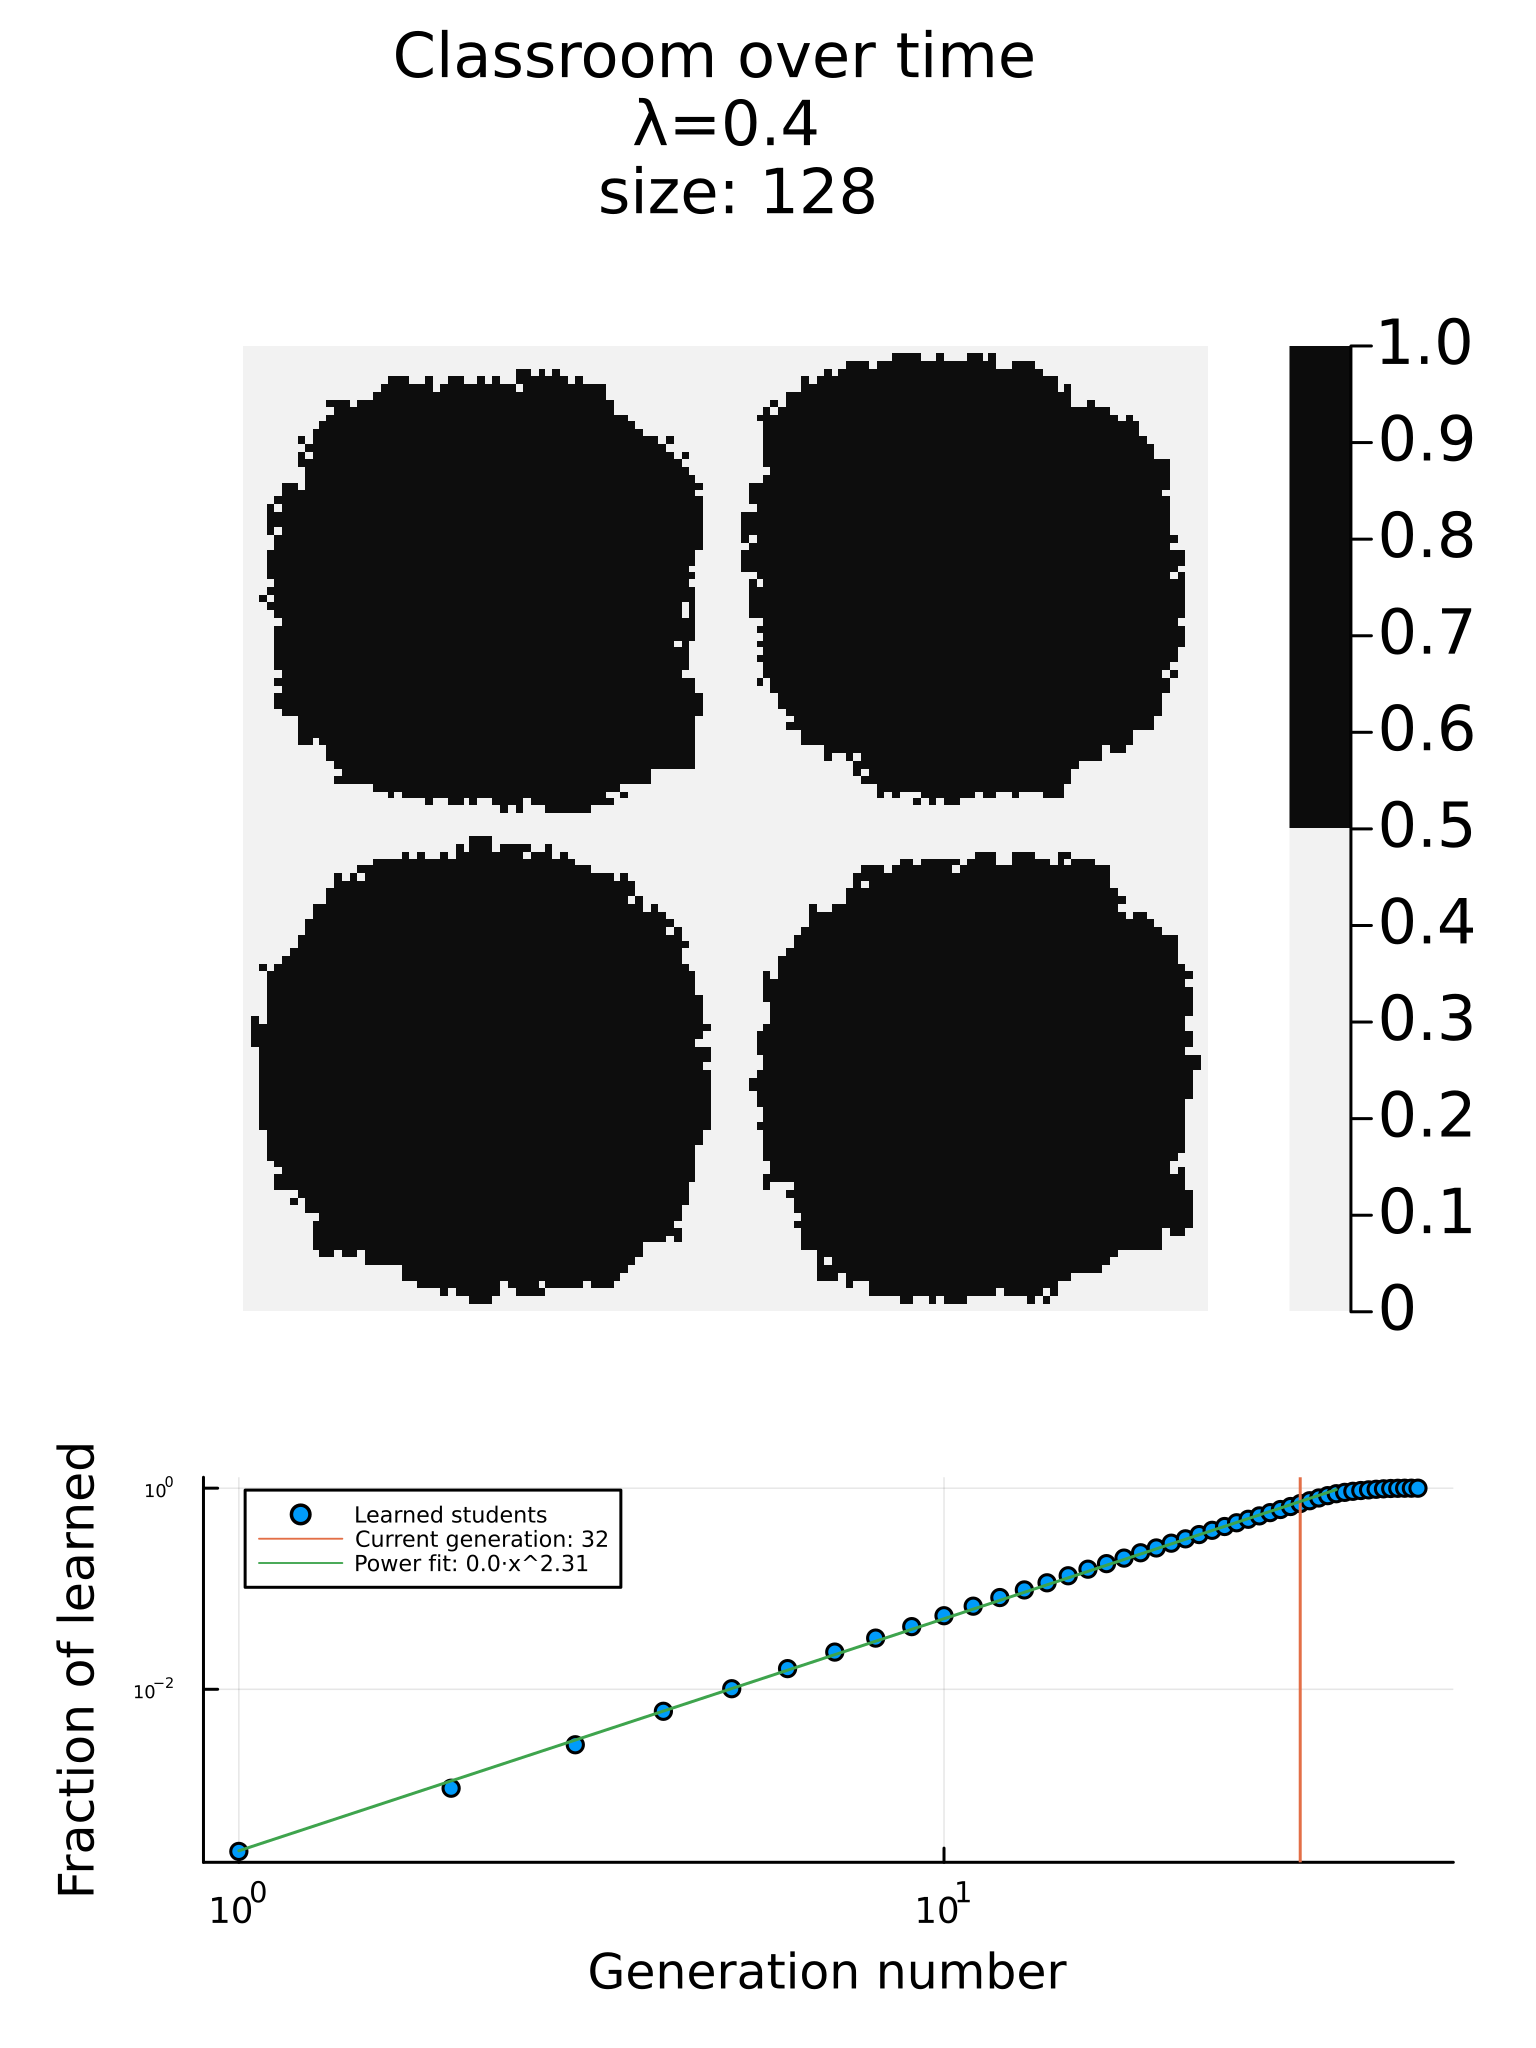 Classroom over time
λ=0.4
size: 128
1.0
0.9
0.8
0.7
0.6
0.5
0.4
0.3
0.2
0.1
0
Fraction of learned
10⁰
10⁻²
Learned students
Current generation: 32
Power fit: 0.0·x^2.31
10⁰
10¹
Generation number